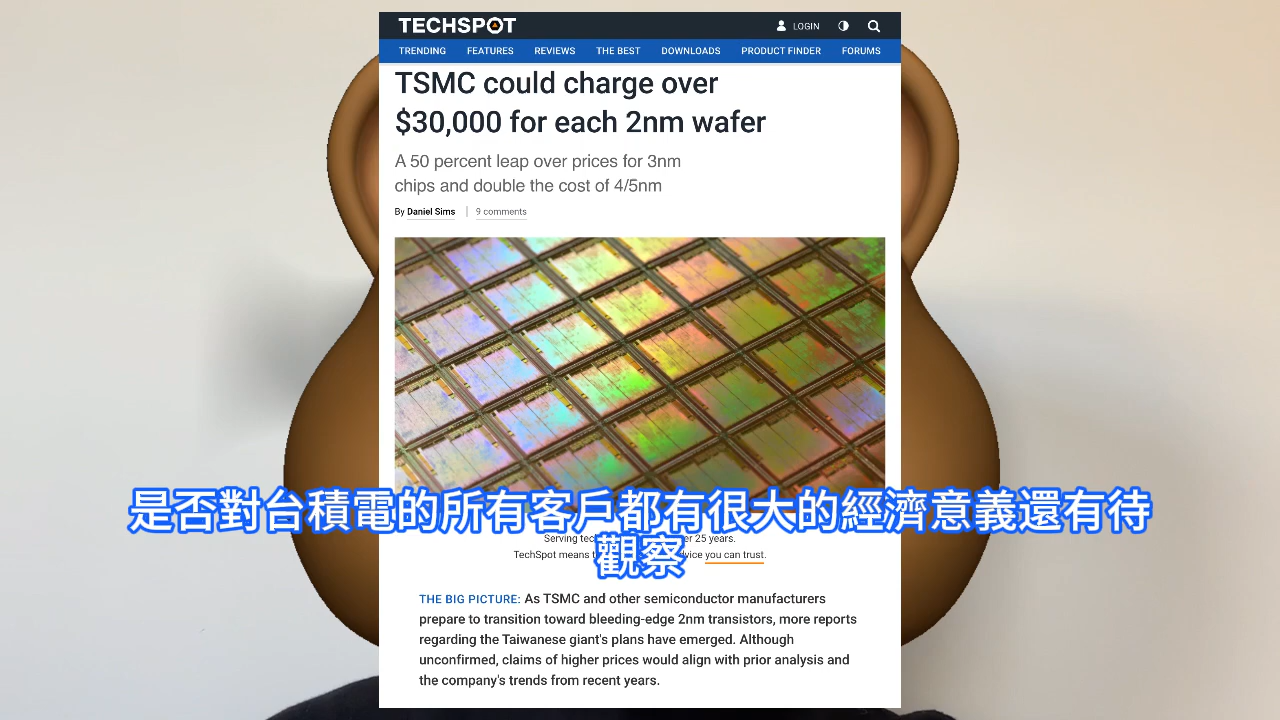 TECHSPOT
LOGIN
TRENDING FEATURES REVIEWS THE BEST DOWNLOADS PRODUCT FINDER FORUMS
TSMC could charge over
$30,000 for each 2nm wafer
A 50 percent leap over prices for 3nm
chips and double the cost of 4/5nm
By Daniel Sims | 9 comments
是否對台積電的所有客戶都有很大的經濟意義還有待
觀察
Serving 25 years.
TechSpot means you can trust.
THE BIG PICTURE: As TSMC and other semiconductor manufacturers
prepare to transition toward bleeding-edge 2nm transistors, more reports
regarding the Taiwanese giant's plans have emerged. Although
unconfirmed, claims of higher prices would align with prior analysis and
the company's trends from recent years.